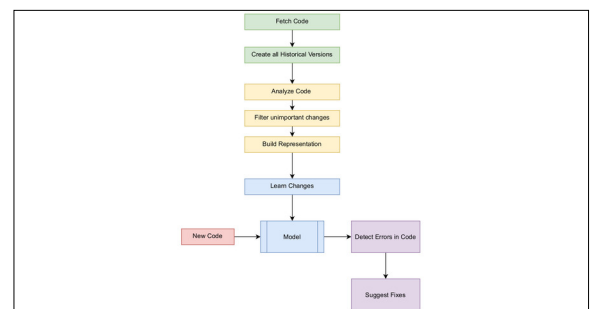 Fetch Code
Create all Historical Versions
Analyze Code
Filter unimportant changes
Build Representation
Learn Changes
New Code
Model
Detect Errors in Code
Suggest Fixes